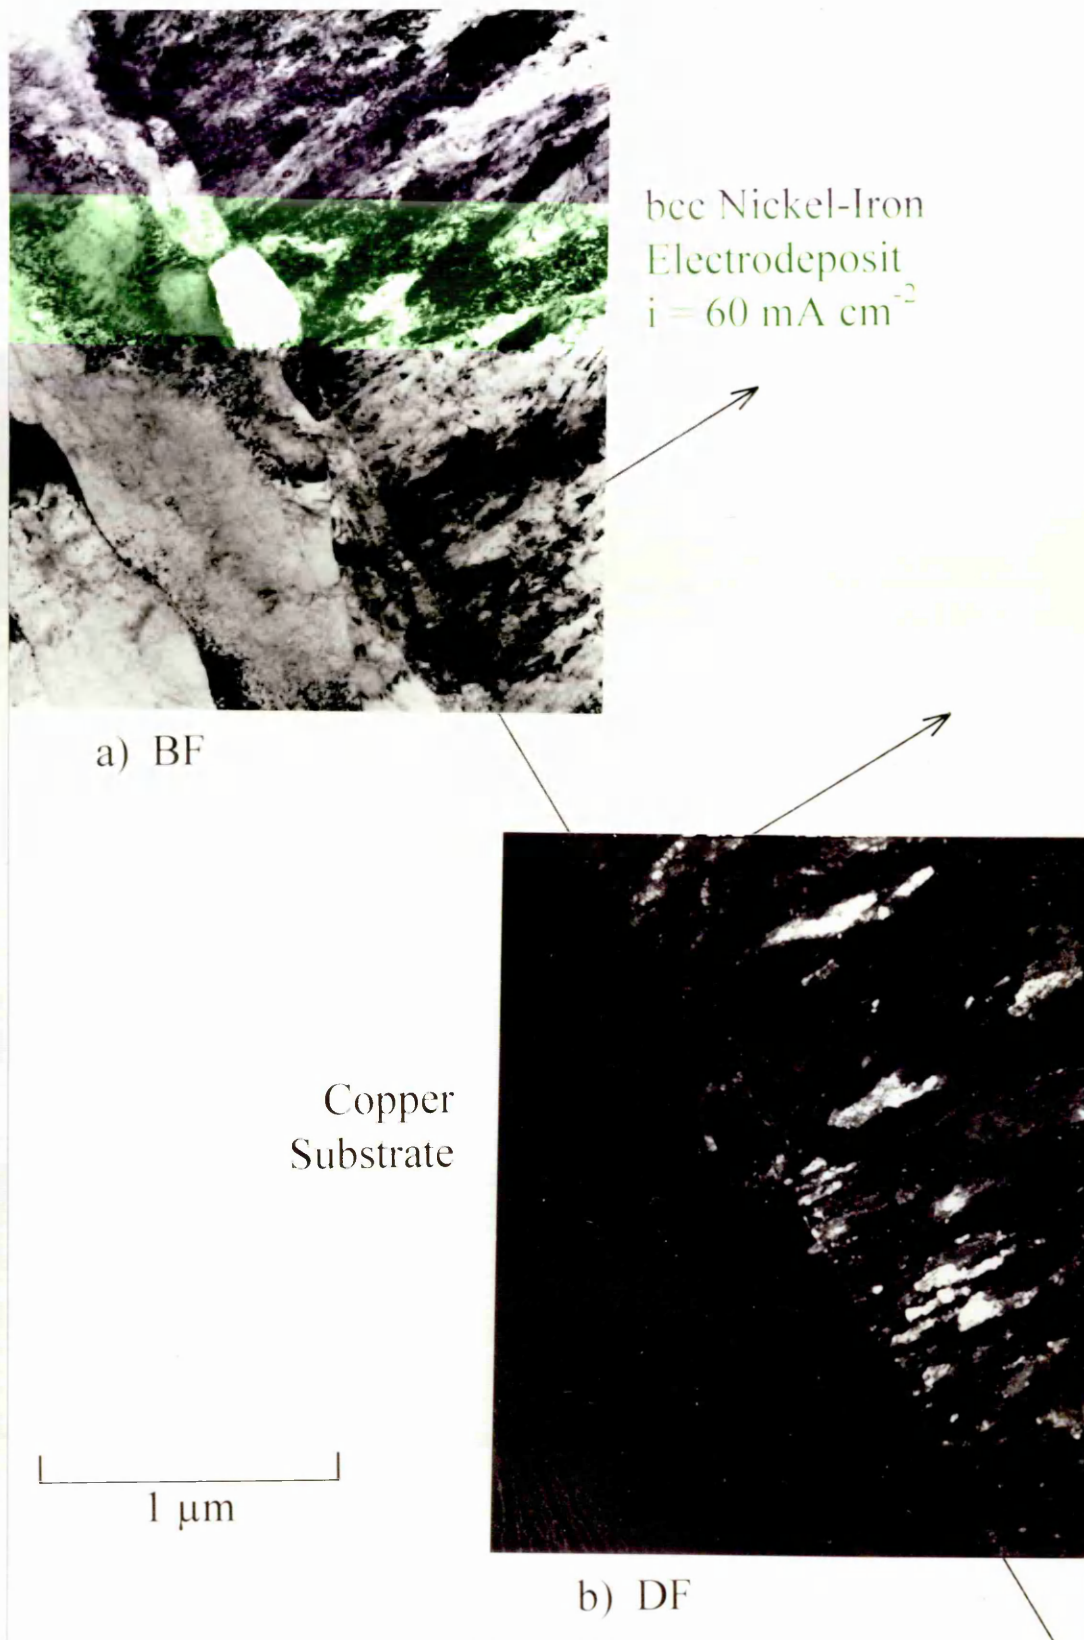 bcc Nickel-Iron
Electrodeposit
i = 60 mA cm⁻²
a) BF
Copper
Substrate
1 μm
b) DF